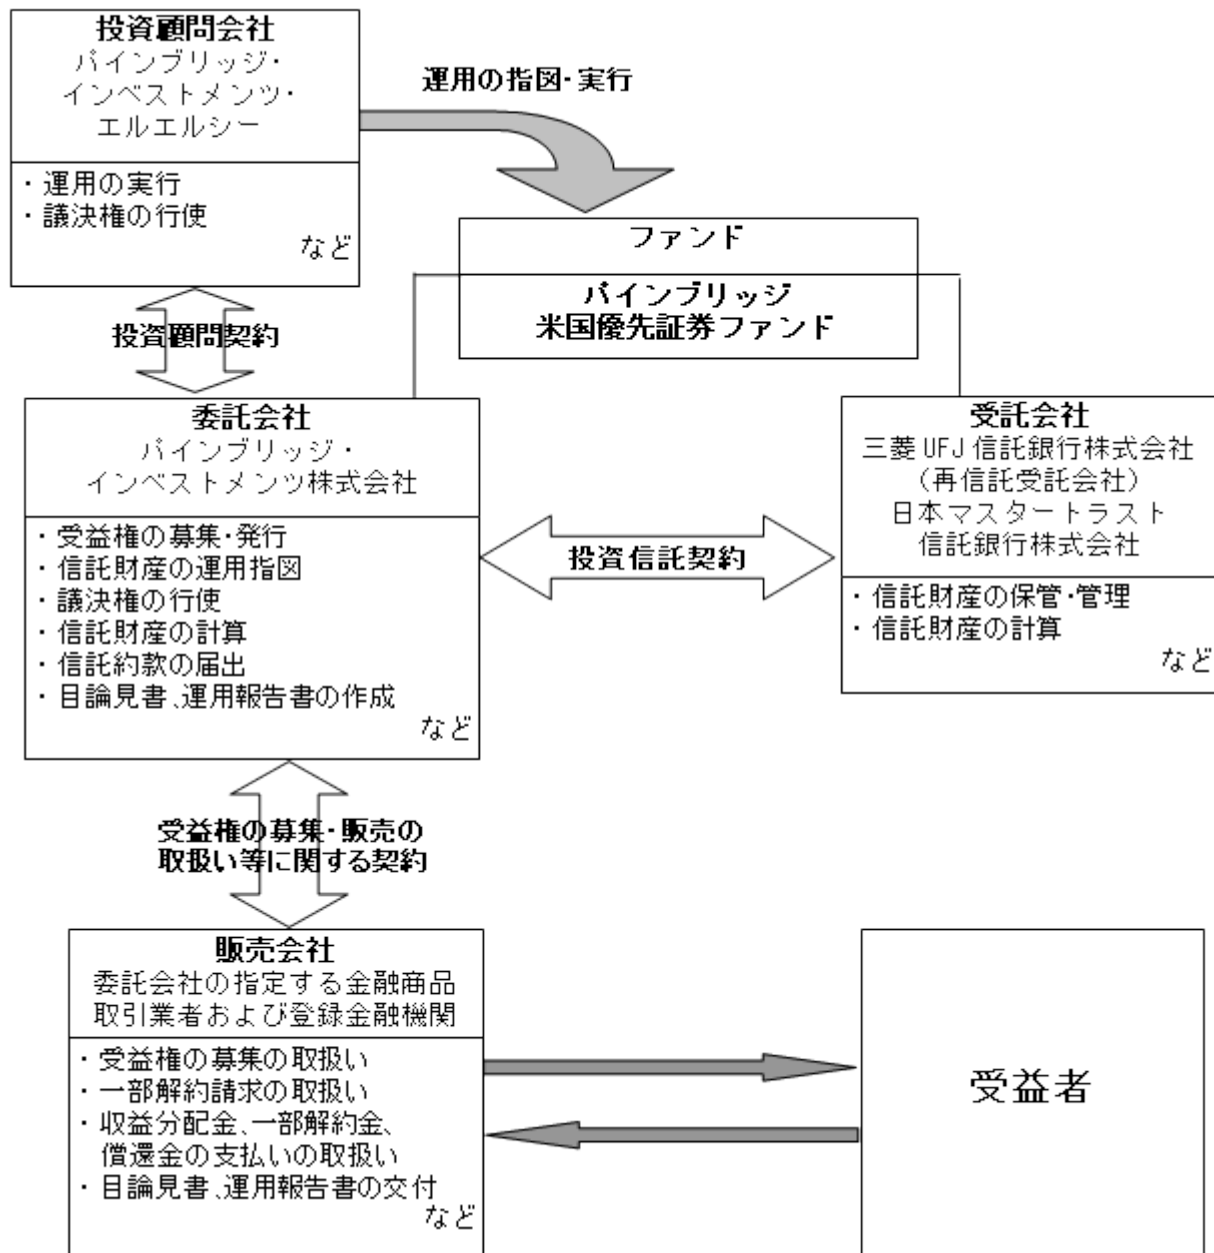 投資顧問会社
パインブリッジ・
インベストメンツ・
エルエルシー
・運用の実行
・議決権の行使
など
運用の指図・実行
ファンド
パインブリッジ
米国優先証券ファンド
投資顧問契約
委託会社
パインブリッジ・
インベストメンツ株式会社
・受益権の募集・発行
・信託財産の運用指図
・議決権の行使
・信託財産の計算
・信託約款の届出
・目論見書、運用報告書の作成
など
投資信託契約
受託会社
三菱UFJ信託銀行株式会社
（再信託受託会社）
日本マスタートラスト
信託銀行株式会社
・信託財産の保管・管理
・信託財産の計算
など
受益権の募集・販売の
取扱い等に関する契約
販売会社
委託会社の指定する金融商品
取引業者および登録金融機関
・受益権の募集の取扱い
・一部解約請求の取扱い
・収益分配金、一部解約金、
償還金の支払いの取扱い
・目論見書、運用報告書の交付
など
受益者